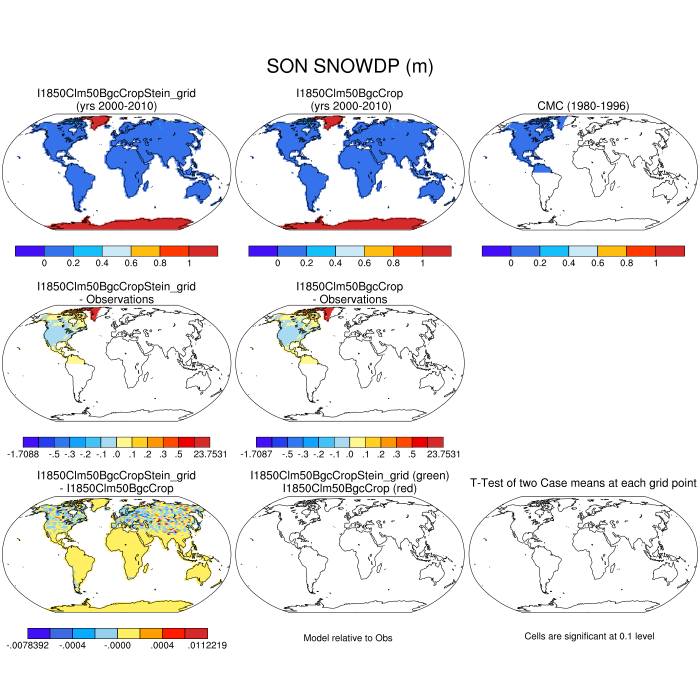 SON SNOWDP (m)
I1850Clm50BgcCropStein_grid
(yrs 2000-2010)
I1850Clm50BgcCrop
(yrs 2000-2010)
CMC (1980-1996)
0 0.2 0.4 0.6 0.8 1
0 0.2 0.4 0.6 0.8 1
0 0.2 0.4 0.6 0.8 1
I1850Clm50BgcCropStein_grid
- Observations
I1850Clm50BgcCrop
- Observations
-1.7088 -.5 -.3 -.2 -.1 .0 .1 .2 .3 .5 23.7531
-1.7087 -.5 -.3 -.2 -.1 .0 .1 .2 .3 .5 23.7531
I1850Clm50BgcCropStein_grid
- I1850Clm50BgcCrop
I1850Clm50BgcCropStein_grid (green)
I1850Clm50BgcCrop (red)
T-Test of two Case means at each grid point
-.0078392 -.0004 -.0000 .0004 .0112219
Model relative to Obs
Cells are significant at 0.1 level